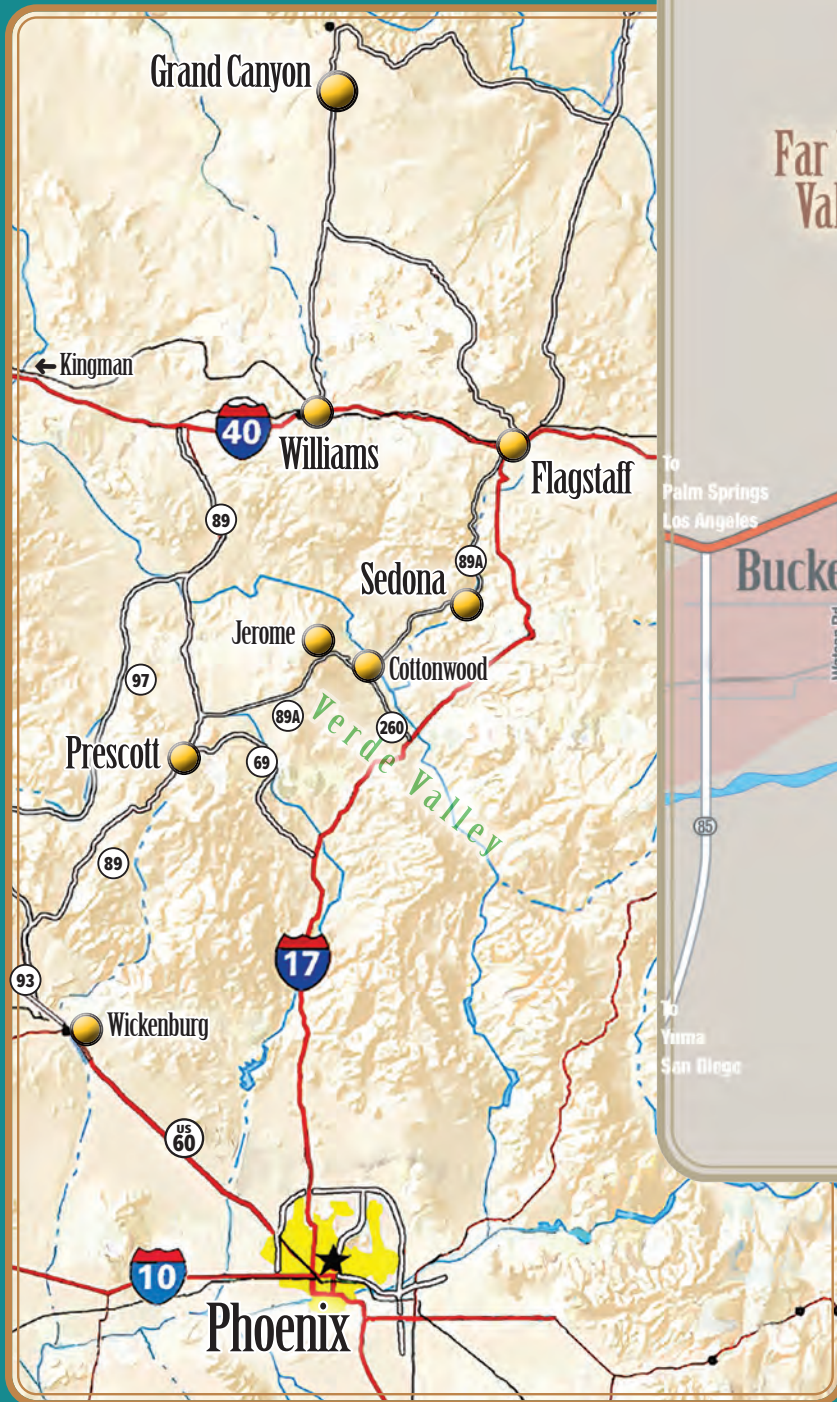 Grand Canyon
Far
Val
← Kingman
40
Williams
Flagstaff
To
Palm Springs
Los Angeles
89
89A
Sedona
Bucke
Jerome
Cottonwood
97
89A
260
Verde Valley
Prescott
69
89
85
17
93
Wickenburg
To
Yuma
San Diego
US
60
10
Phoenix